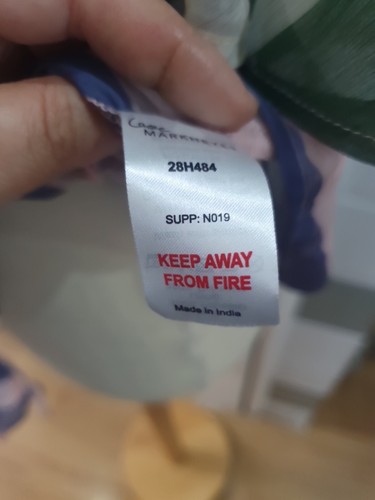 28H484
SUPP: N019
KEEP AWAY
FROM FIRE
Made in India